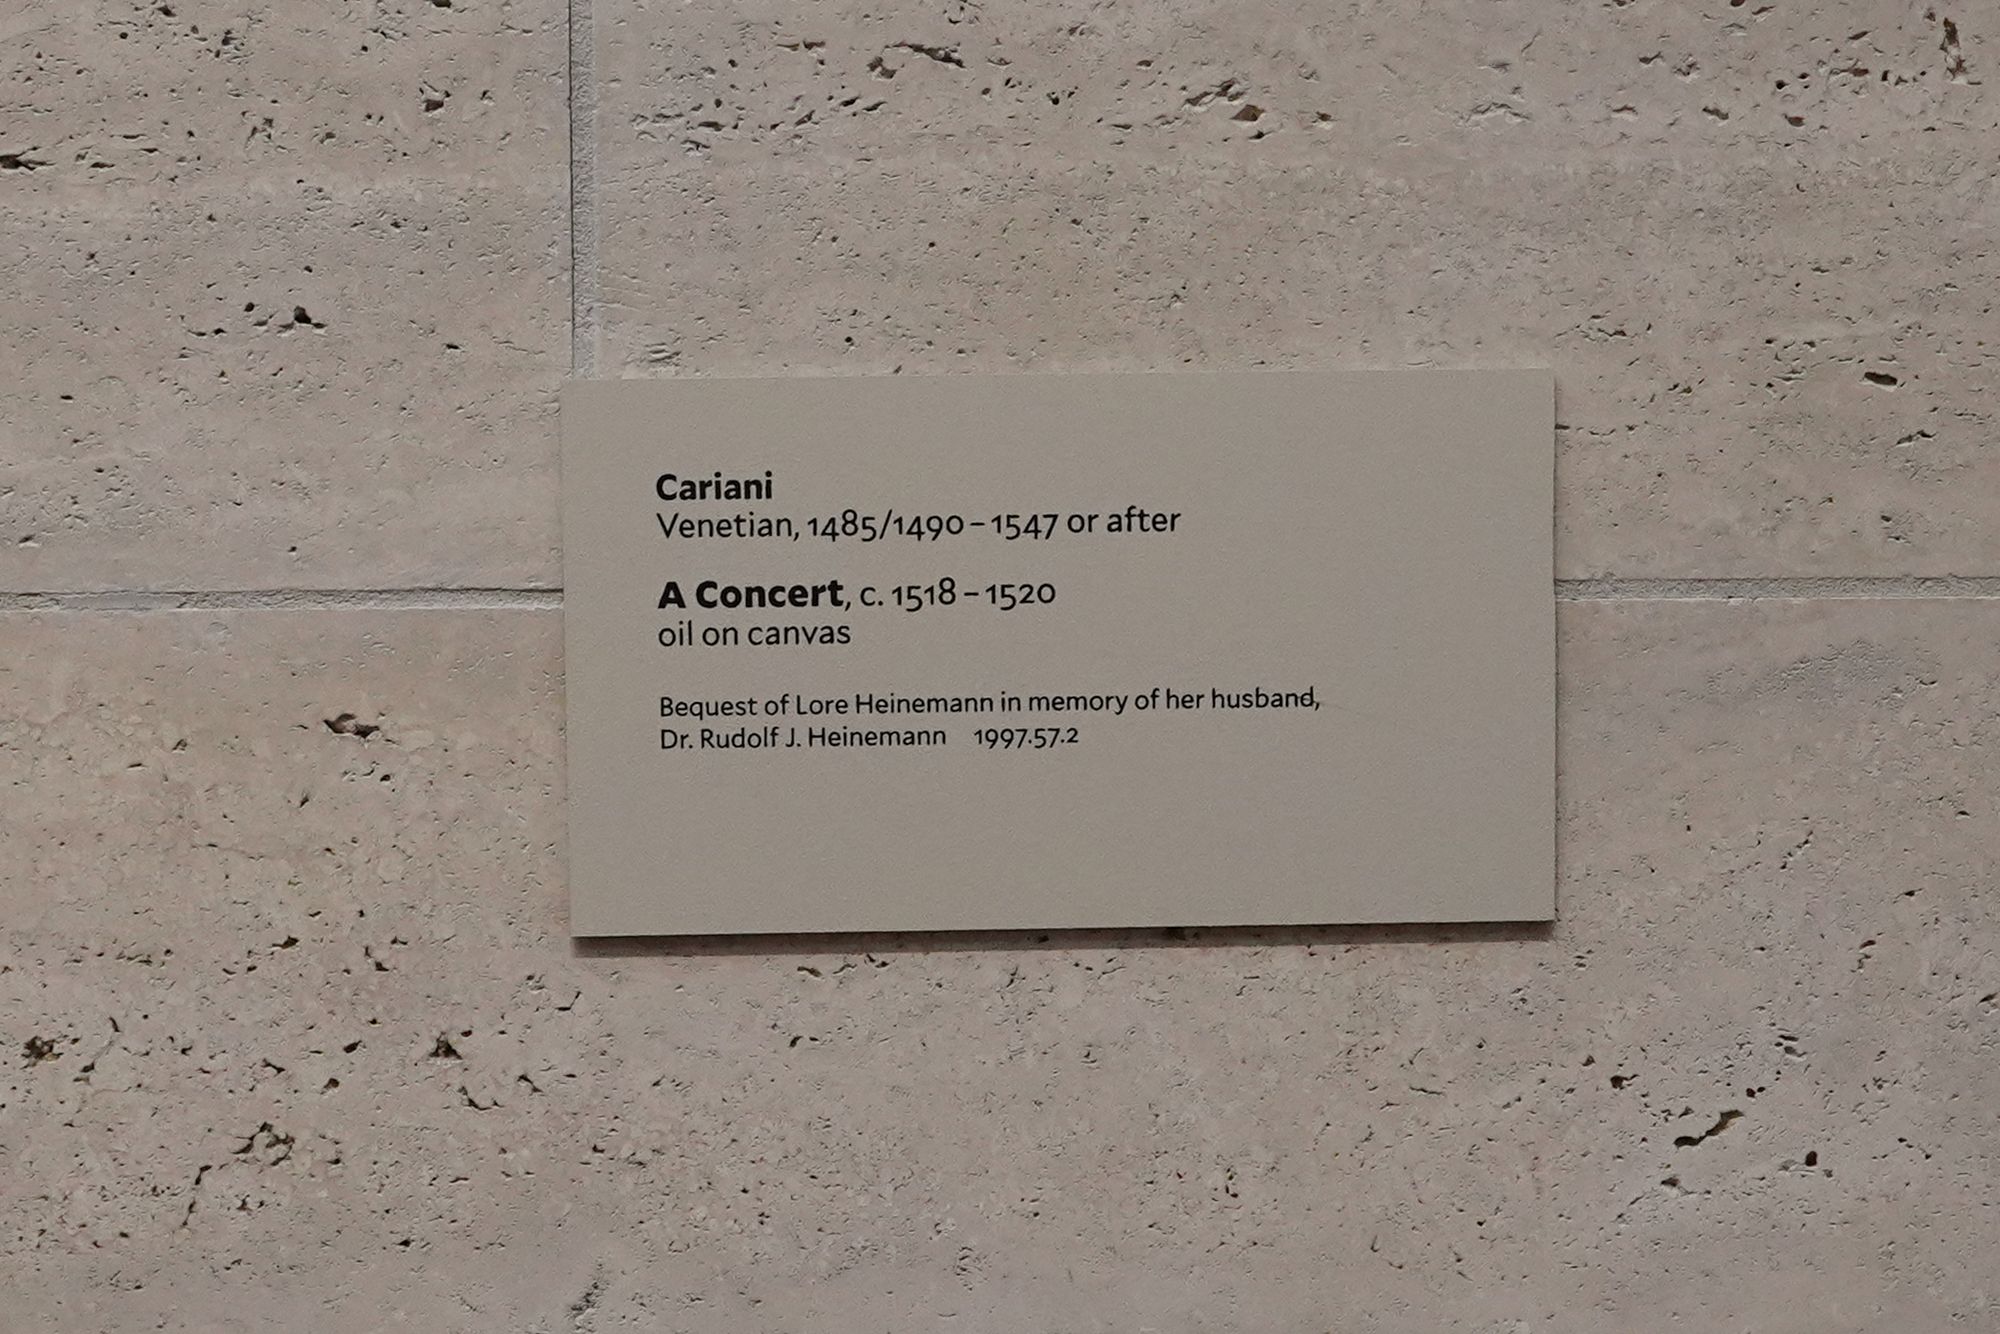 Cariani
Venetian, 1485/1490 – 1547 or after
A Concert, c. 1518 – 1520
oil on canvas
Bequest of Lore Heinemann in memory of her husband,
Dr. Rudolf J. Heinemann 1997.57.2